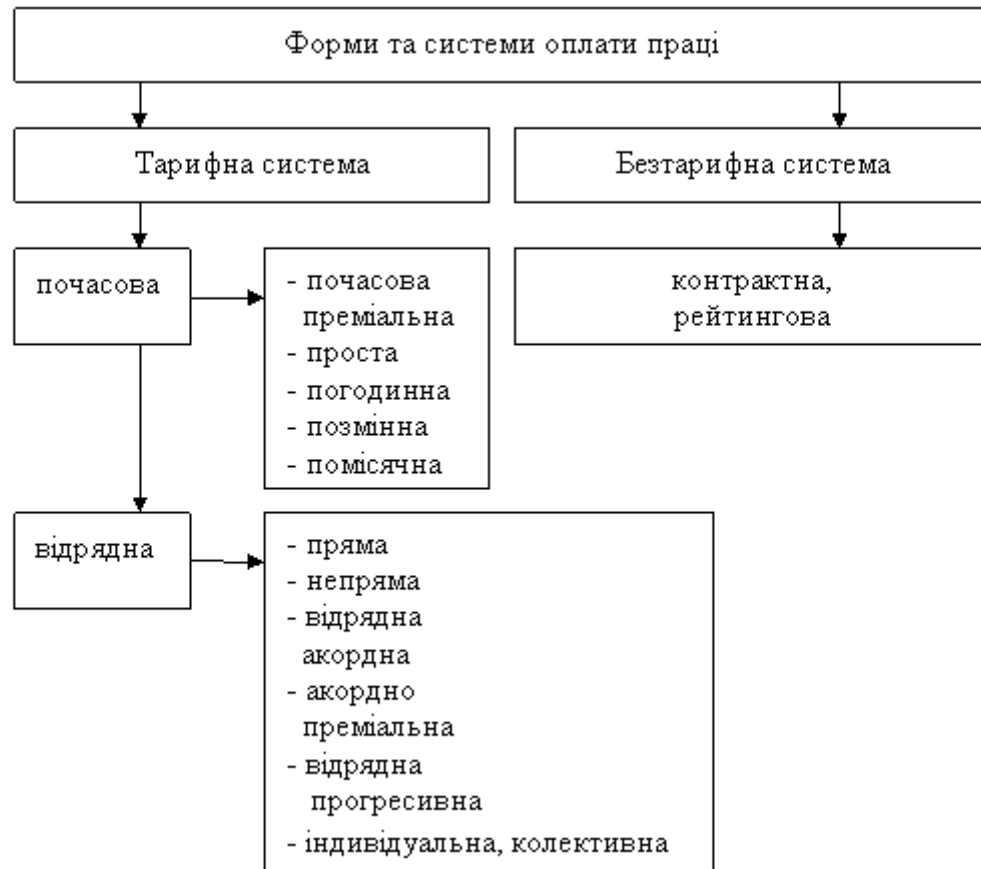 Форми та системи оплати праці
Тарифна система
Безтарифна система
почасова
- почасова
преміальна
- проста
- погодинна
- позмінна
- помісячна
контрактна,
рейтингова
відрядна
- пряма
- непряма
- відрядна
акордна
- акордно
преміальна
- відрядна
прогресивна
- індивідуальна, колективна